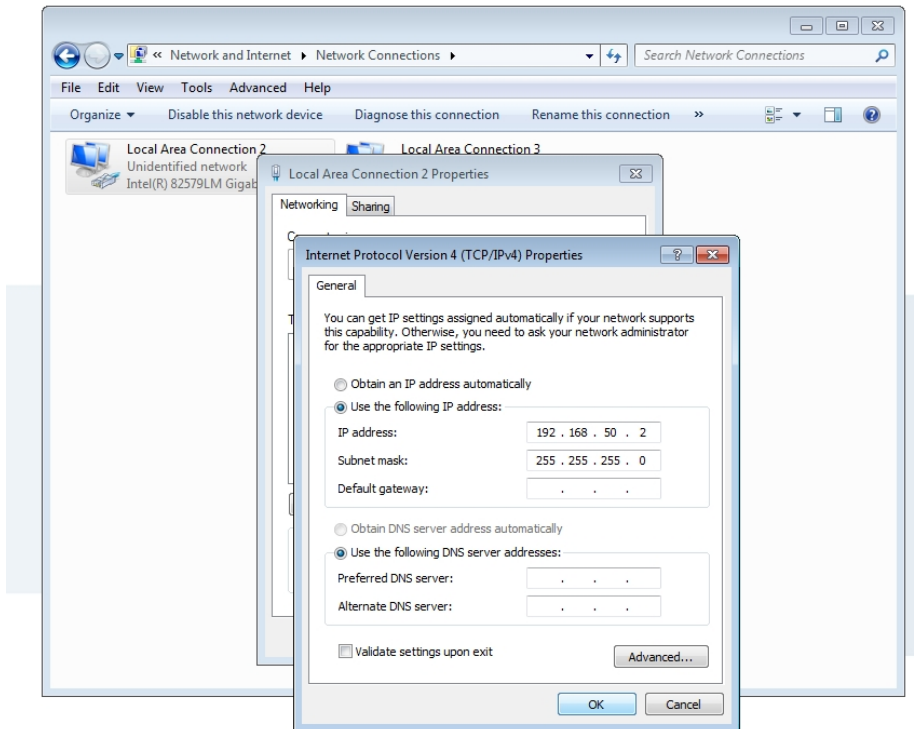 « Network and Internet ▸ Network Connections ▸
Search Network Connections
File Edit View Tools Advanced Help
Organize Disable this network device Diagnose this connection Rename this connection »
Local Area Connection 2
Unidentified network
Intel(R) 82579LM Gigab
Local Area Connection 3
Local Area Connection 2 Properties
Networking Sharing
Internet Protocol Version 4 (TCP/IPv4) Properties
General
You can get IP settings assigned automatically if your network supports
this capability. Otherwise, you need to ask your network administrator
for the appropriate IP settings.
Obtain an IP address automatically
Use the following IP address:
IP address: 192 . 168 . 50 . 2
Subnet mask: 255 . 255 . 255 . 0
Default gateway: . . .
Obtain DNS server address automatically
Use the following DNS server addresses:
Preferred DNS server: . . .
Alternate DNS server: . . .
Validate settings upon exit
Advanced...
OK Cancel